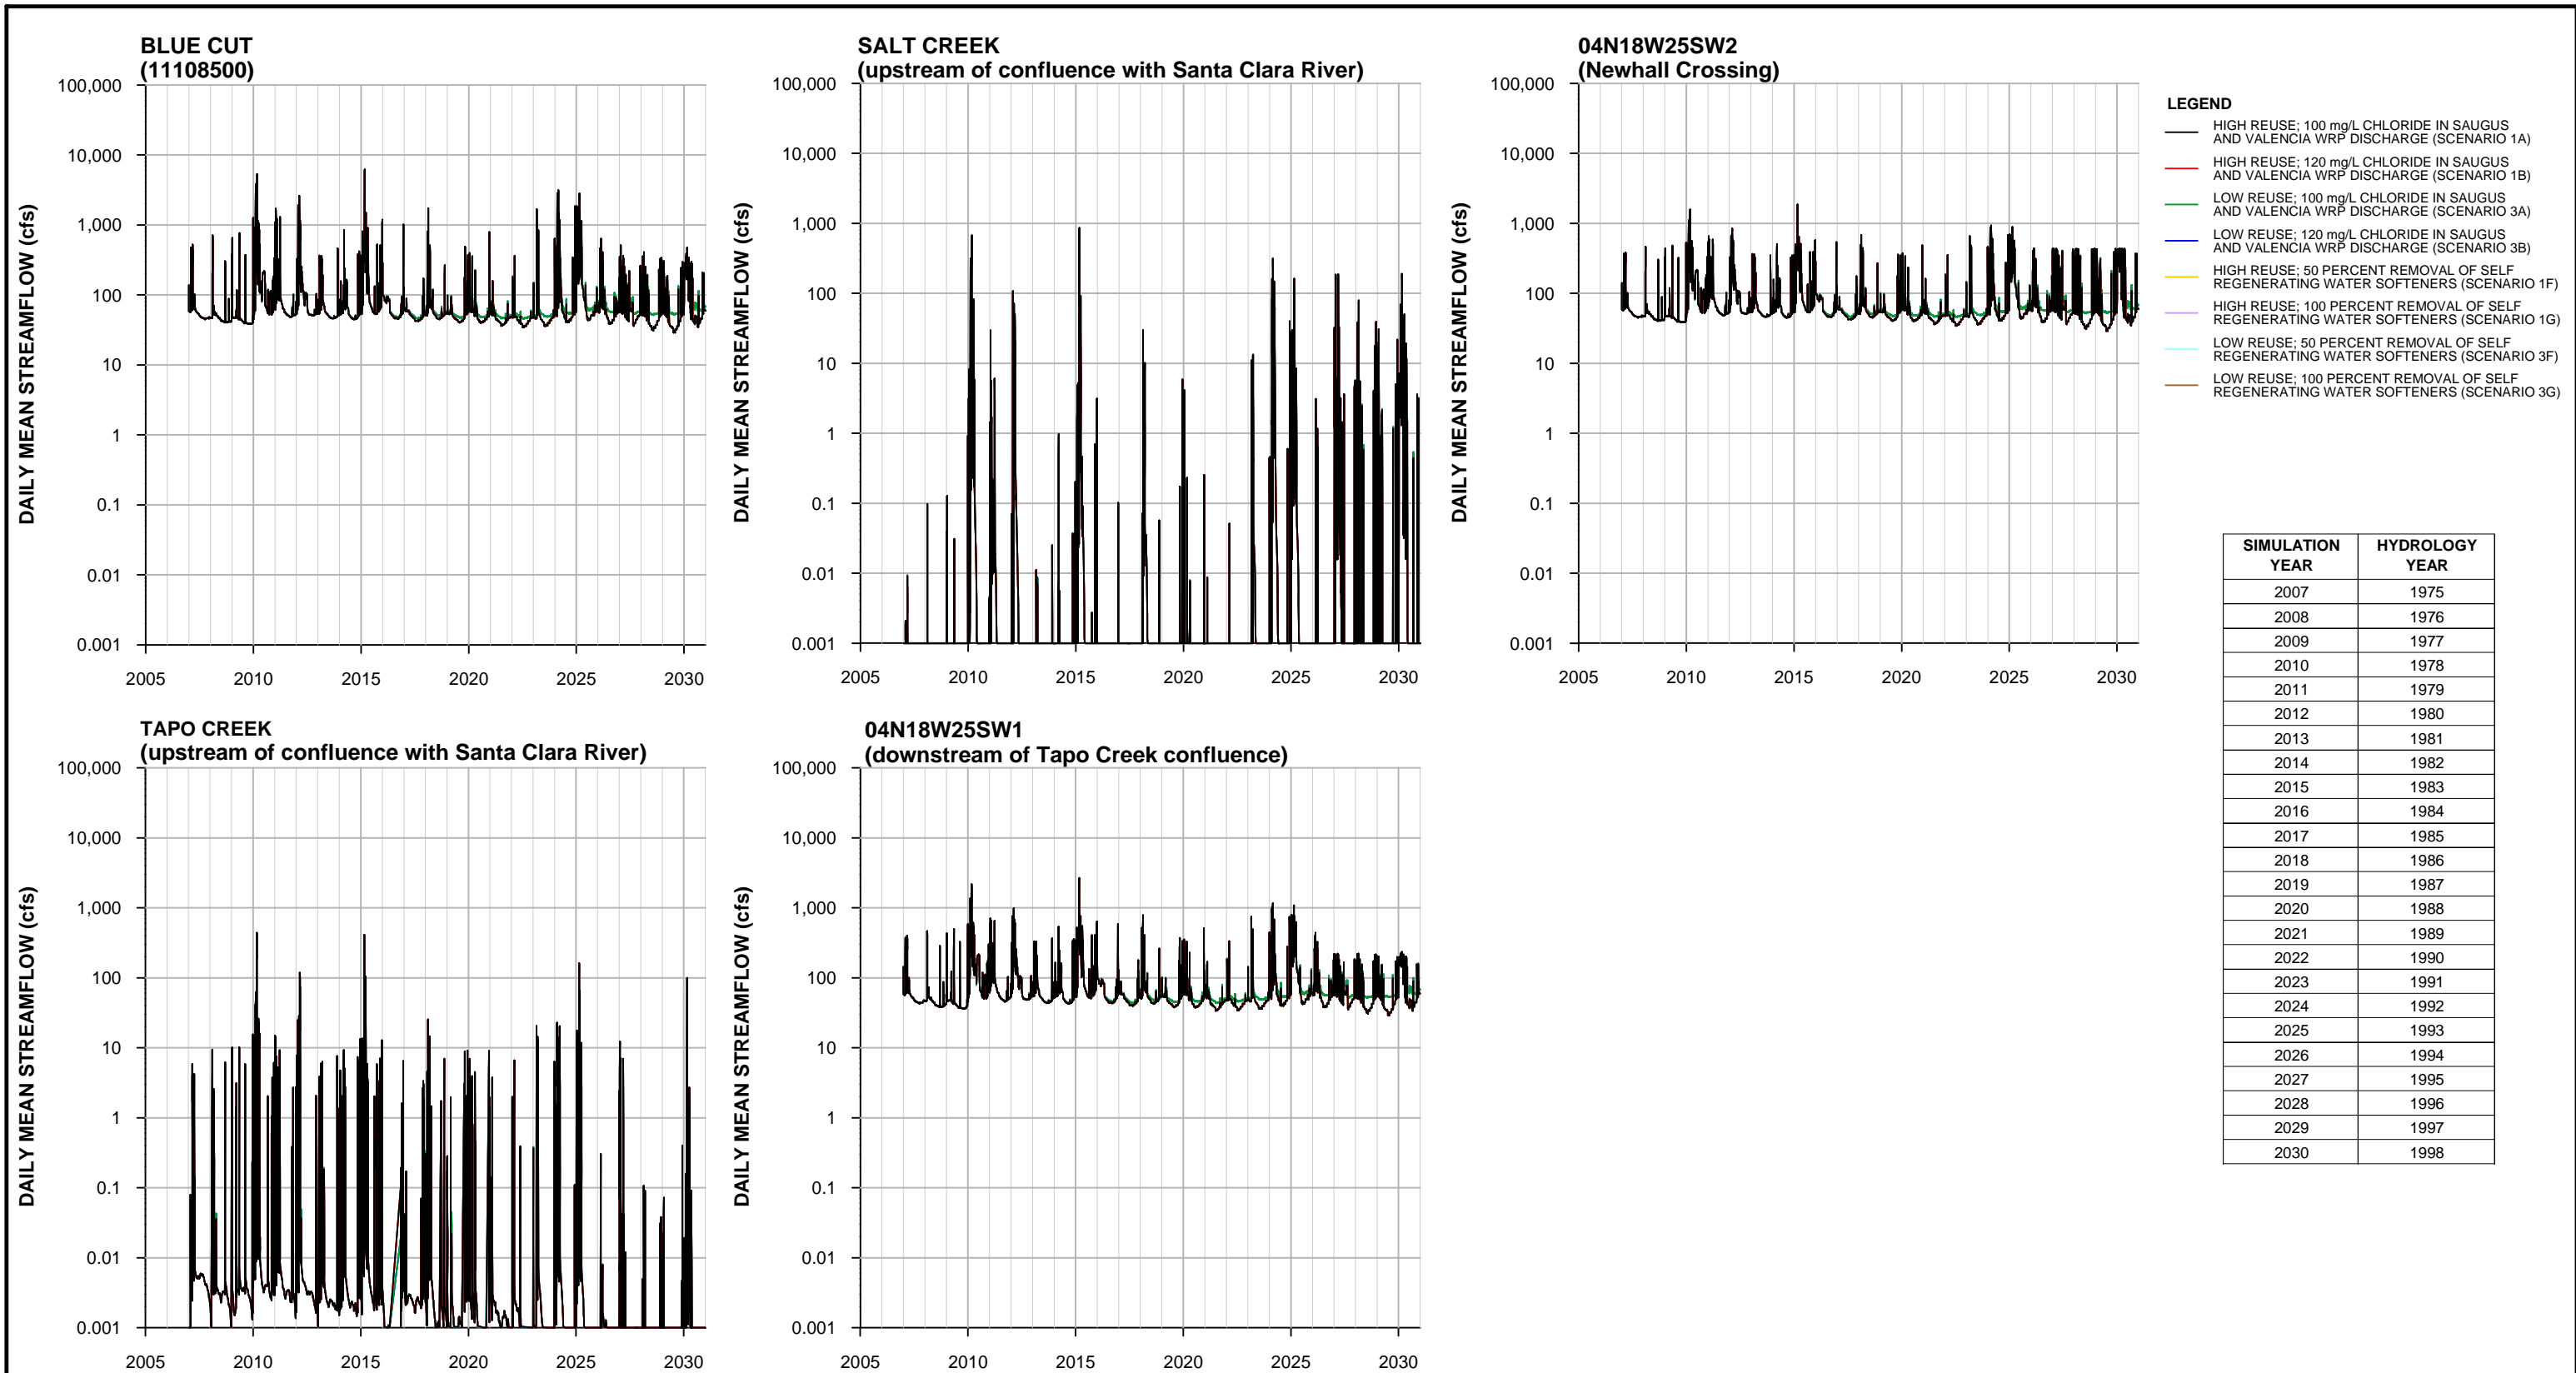 BLUE CUT
(11108500)
100,000
10,000
1,000
100
10
1
0.1
0.01
0.001
DAILY MEAN STREAMFLOW (cfs)
2005 2010 2015 2020 2025 2030
SALT CREEK
(upstream of confluence with Santa Clara River)
100,000
10,000
1,000
100
10
1
0.1
0.01
0.001
DAILY MEAN STREAMFLOW (cfs)
2005 2010 2015 2020 2025 2030
04N18W25SW2
(Newhall Crossing)
100,000
10,000
1,000
100
10
1
0.1
0.01
0.001
DAILY MEAN STREAMFLOW (cfs)
2005 2010 2015 2020 2025 2030
LEGEND
HIGH REUSE; 100 mg/L CHLORIDE IN SAUGUS
AND VALENCIA WRP DISCHARGE (SCENARIO 1A)
HIGH REUSE; 120 mg/L CHLORIDE IN SAUGUS
AND VALENCIA WRP DISCHARGE (SCENARIO 1B)
LOW REUSE; 100 mg/L CHLORIDE IN SAUGUS
AND VALENCIA WRP DISCHARGE (SCENARIO 3A)
LOW REUSE; 120 mg/L CHLORIDE IN SAUGUS
AND VALENCIA WRP DISCHARGE (SCENARIO 3B)
HIGH REUSE; 50 PERCENT REMOVAL OF SELF
REGENERATING WATER SOFTENERS (SCENARIO 1F)
HIGH REUSE; 100 PERCENT REMOVAL OF SELF
REGENERATING WATER SOFTENERS (SCENARIO 1G)
LOW REUSE; 50 PERCENT REMOVAL OF SELF
REGENERATING WATER SOFTENERS (SCENARIO 3F)
LOW REUSE; 100 PERCENT REMOVAL OF SELF
REGENERATING WATER SOFTENERS (SCENARIO 3G)
SIMULATION YEAR HYDROLOGY YEAR
2007 1975
2008 1976
2009 1977
2010 1978
2011 1979
2012 1980
2013 1981
2014 1982
2015 1983
2016 1984
2017 1985
2018 1986
2019 1987
2020 1988
2021 1989
2022 1990
2023 1991
2024 1992
2025 1993
2026 1994
2027 1995
2028 1996
2029 1997
2030 1998
TAPO CREEK
(upstream of confluence with Santa Clara River)
100,000
10,000
1,000
100
10
1
0.1
0.01
0.001
DAILY MEAN STREAMFLOW (cfs)
2005 2010 2015 2020 2025 2030
04N18W25SW1
(downstream of Tapo Creek confluence)
100,000
10,000
1,000
100
10
1
0.1
0.01
0.001
DAILY MEAN STREAMFLOW (cfs)
2005 2010 2015 2020 2025 2030